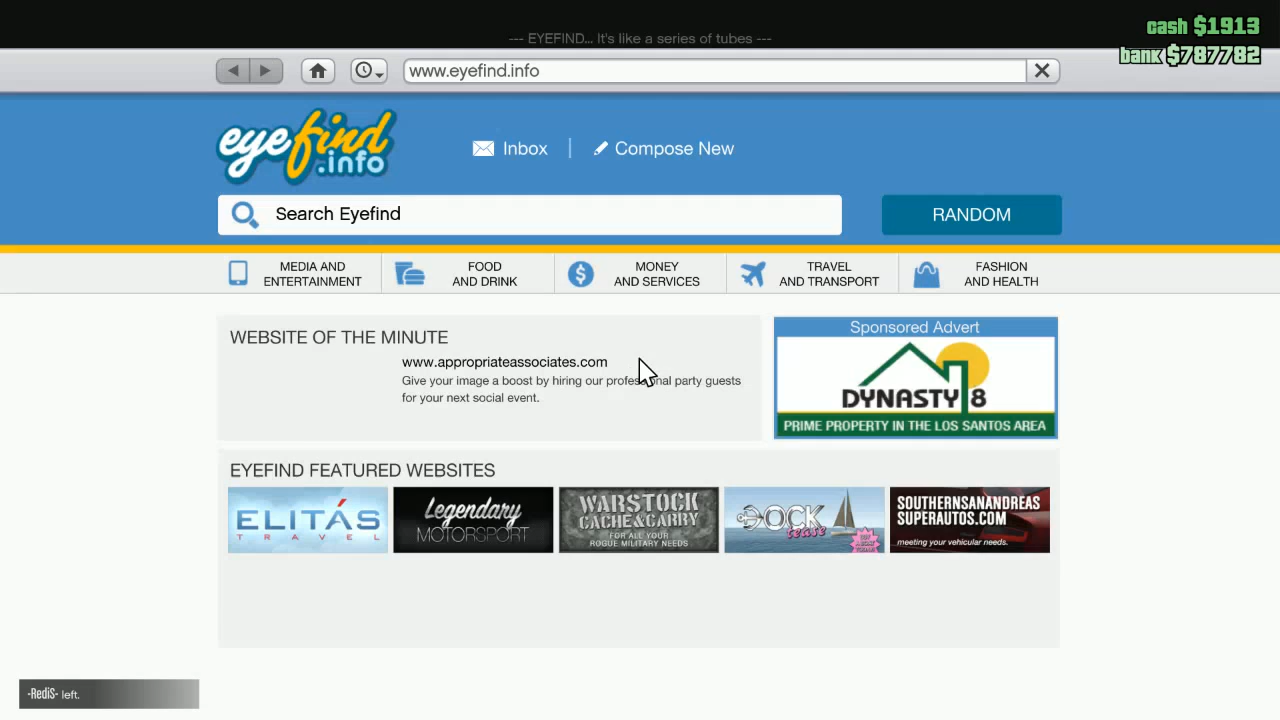 cash $1913
--- EYEFIND... It's like a series of tubes ---
bank $787782
www.eyefind.info
eyefind.info
Inbox
Compose New
Search Eyefind
RANDOM
MEDIA AND
ENTERTAINMENT
FOOD
AND DRINK
MONEY
AND SERVICES
TRAVEL
AND TRANSPORT
FASHION
AND HEALTH
WEBSITE OF THE MINUTE
www.appropriateassociates.com
Give your image a boost by hiring our professional party guests
for your next social event.
Sponsored Advert
DYNASTY 8
PRIME PROPERTY IN THE LOS SANTOS AREA
EYEFIND FEATURED WEBSITES
ELITÁS
TRAVEL
Legendary
MOTORSPORT
WARSTOCK
CACHE&CARRY
FOR ALL YOUR
ROGUE MILITARY NEEDS
DOCK
tease
SOUTHERNSANANDREAS
SUPERAUTOS.COM
meeting your vehicular needs.
-RediS- left.